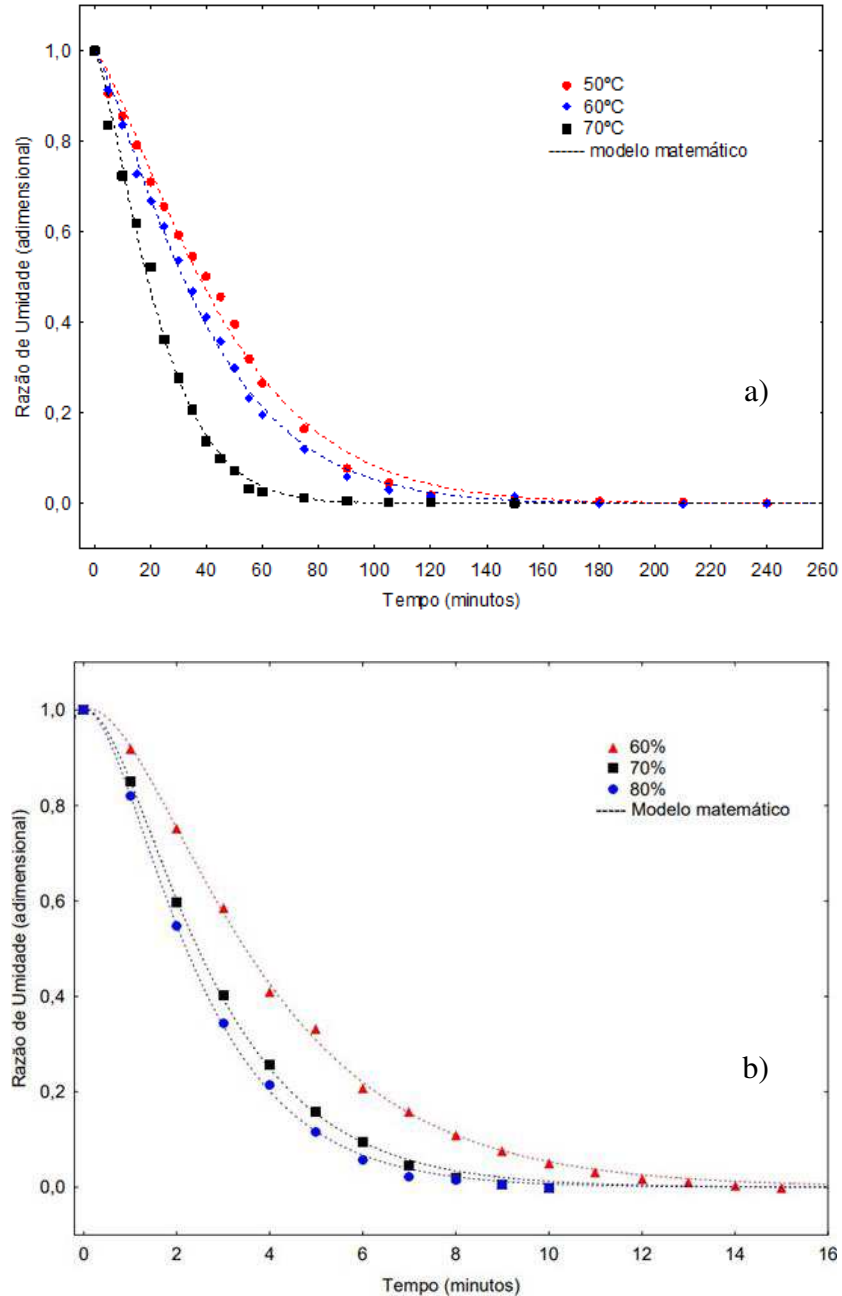 1,0
0,8
0,6
0,4
0,2
0,0
Razão de Umidade (adimensional)
50ºC
60ºC
70ºC
modelo matemático
a)
0 20 40 60 80 100 120 140 160 180 200 220 240 260
Tempo (minutos)
1,0
0,8
0,6
0,4
0,2
0,0
Razão de Umidade (adimensional)
60%
70%
80%
Modelo matemático
b)
0 2 4 6 8 10 12 14 16
Tempo (minutos)